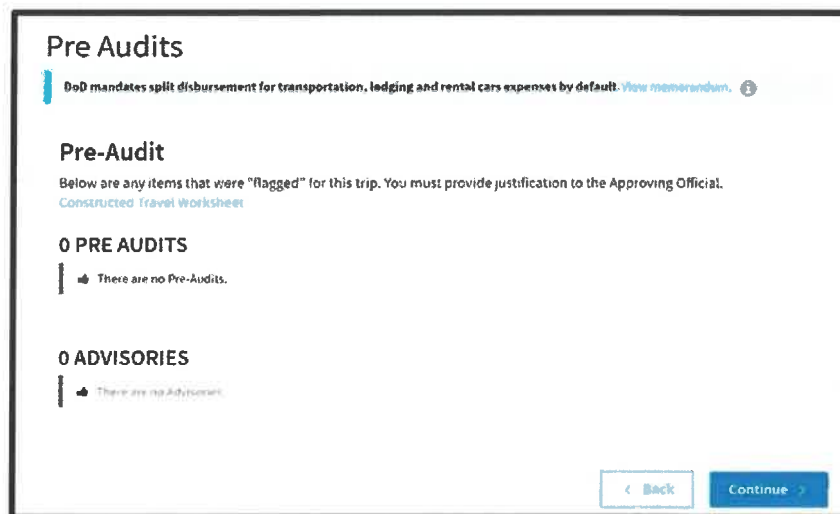 Pre Audits
DoD mandates split disbursement for transportation, lodging and rental cars expenses by default. View memorandum.
Pre-Audit
Below are any items that were "flagged" for this trip. You must provide justification to the Approving Official.
Constructed Travel Worksheet
0 PRE AUDITS
There are no Pre-Audits.
0 ADVISORIES
There are no Advisories.
< Back
Continue >